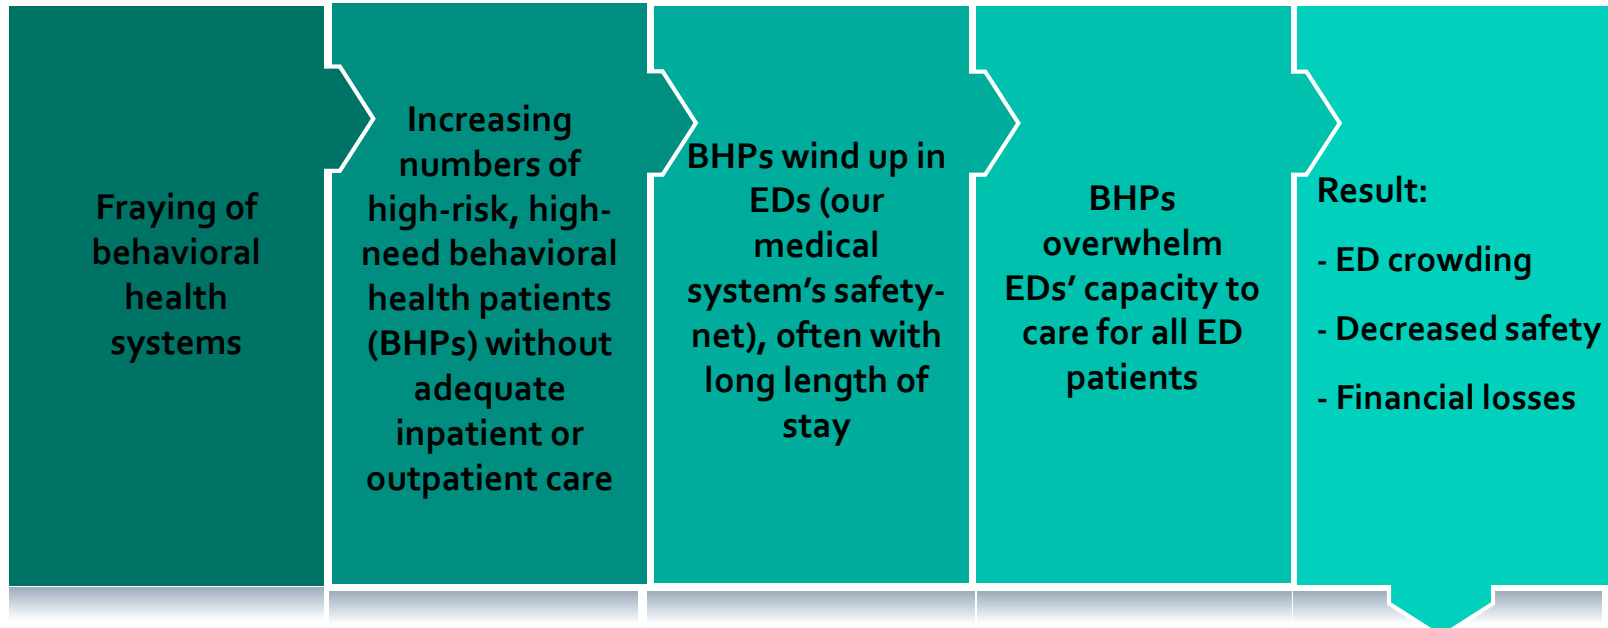 Fraying of
behavioral
health
systems
Increasing
numbers of
high-risk, high-
need behavioral
health patients
(BHPs) without
adequate
inpatient or
outpatient care
BHPs wind up in
EDs (our
medical
system’s safety-
net), often with
long length of
stay
BHPs
overwhelm
EDs’ capacity to
care for all ED
patients
Result:
- ED crowding
- Decreased safety
- Financial losses